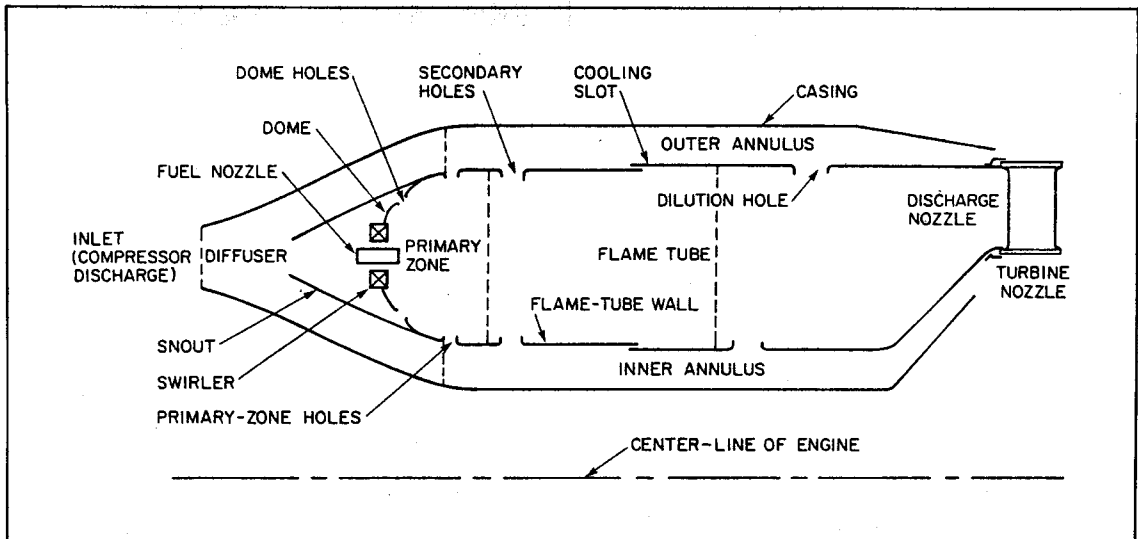 DOME HOLES
SECONDARY
HOLES
COOLING
SLOT
CASING
DOME
OUTER ANNULUS
FUEL NOZZLE
DILUTION HOLE
DISCHARGE
NOZZLE
INLET
(COMPRESSOR
DISCHARGE)
DIFFUSER
PRIMARY
ZONE
FLAME TUBE
TURBINE
NOZZLE
FLAME-TUBE WALL
SNOUT
INNER ANNULUS
SWIRLER
PRIMARY-ZONE HOLES
CENTER-LINE OF ENGINE